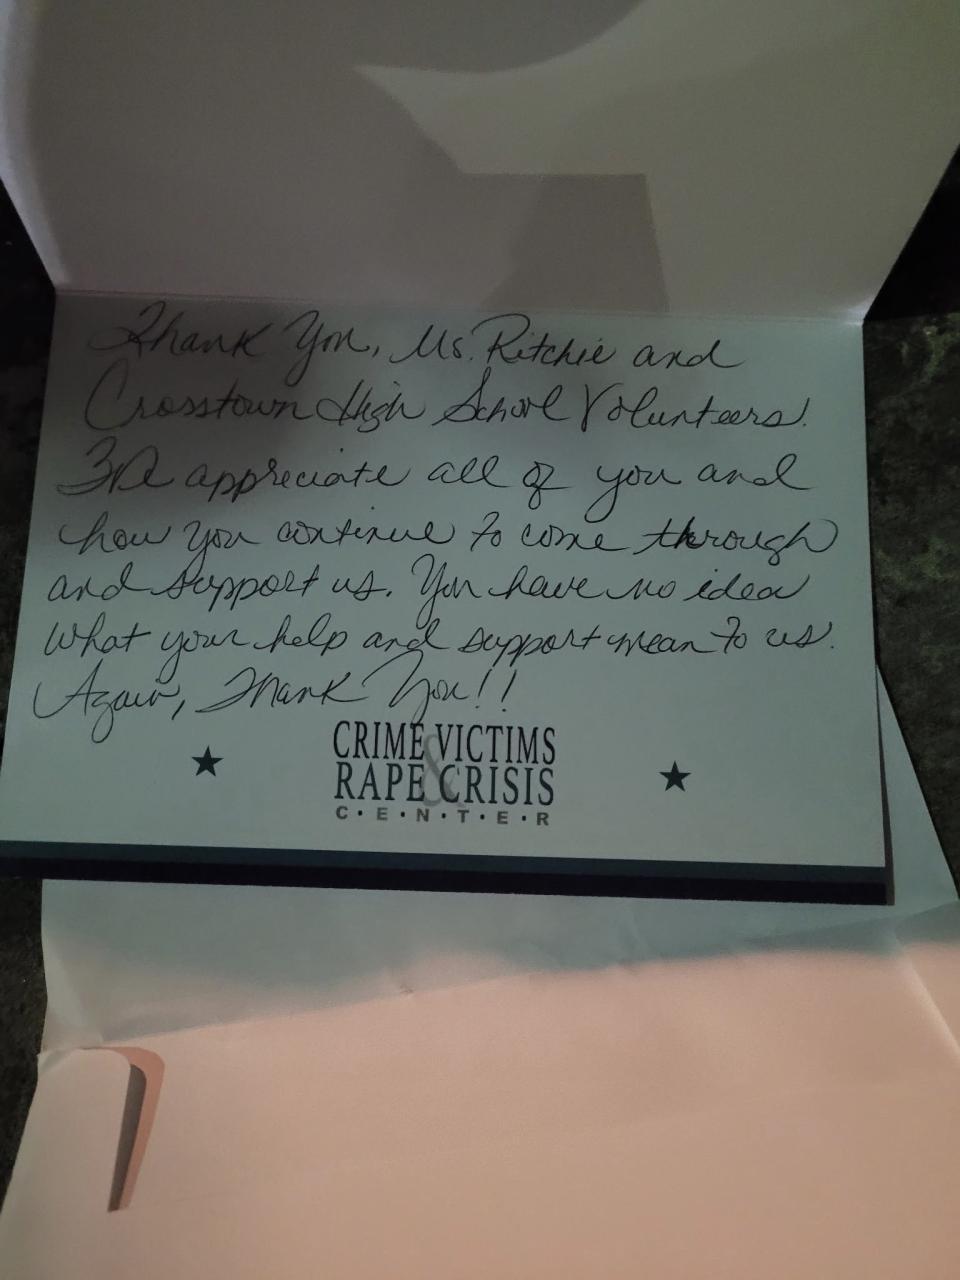 Thank You, Ms. Ritchie and
Crosstown High School Volunteers!
We appreciate all of you and
how you continue to come through
and support us. You have no idea
what your help and support mean to us.
Again, Thank You!!
CRIME VICTIMS
& RAPE CRISIS
C·E·N·T·E·R